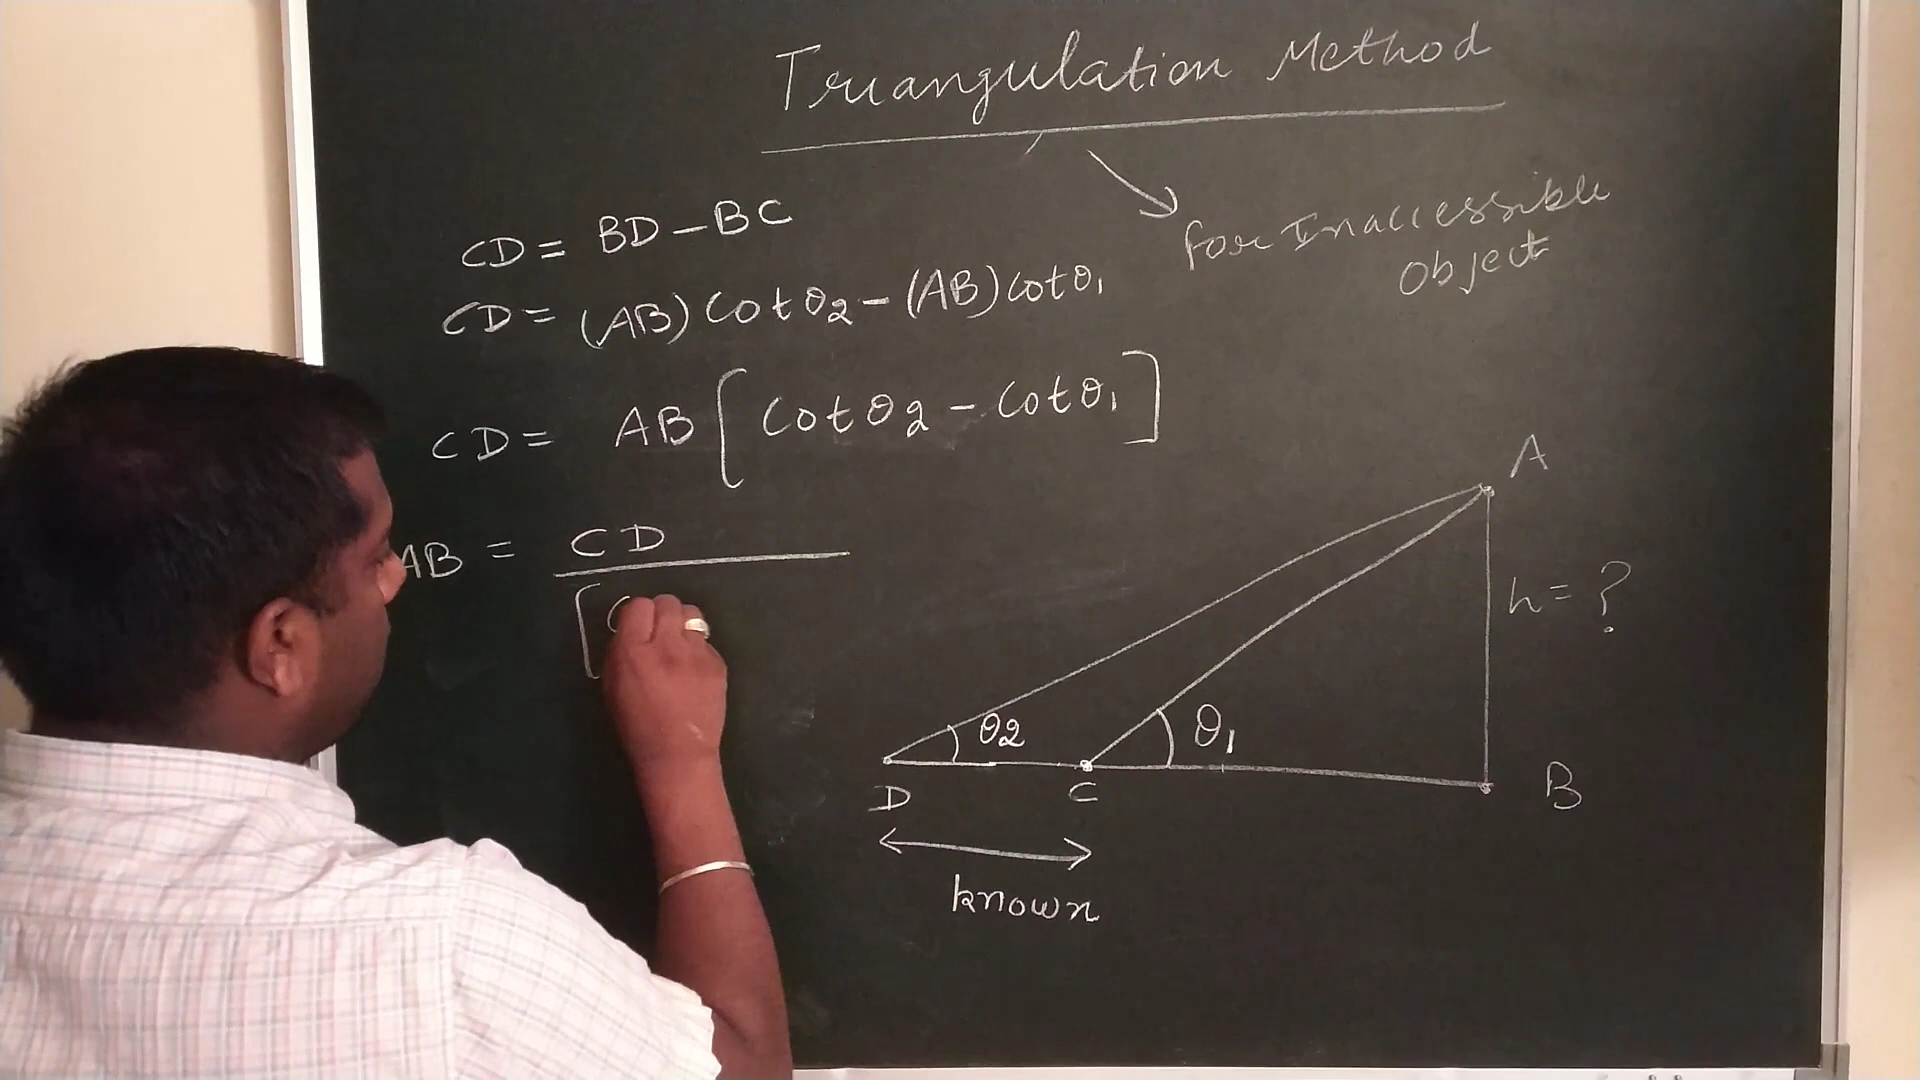 Triangulation Method
for Inaccessible
Object
CD = BD - BC
CD = (AB) Cot θ2 - (AB) cot θ1
CD = AB [Cot θ2 - Cot θ1]
AB = CD
[C
A
h = ?
θ2
θ1
D
C
B
known